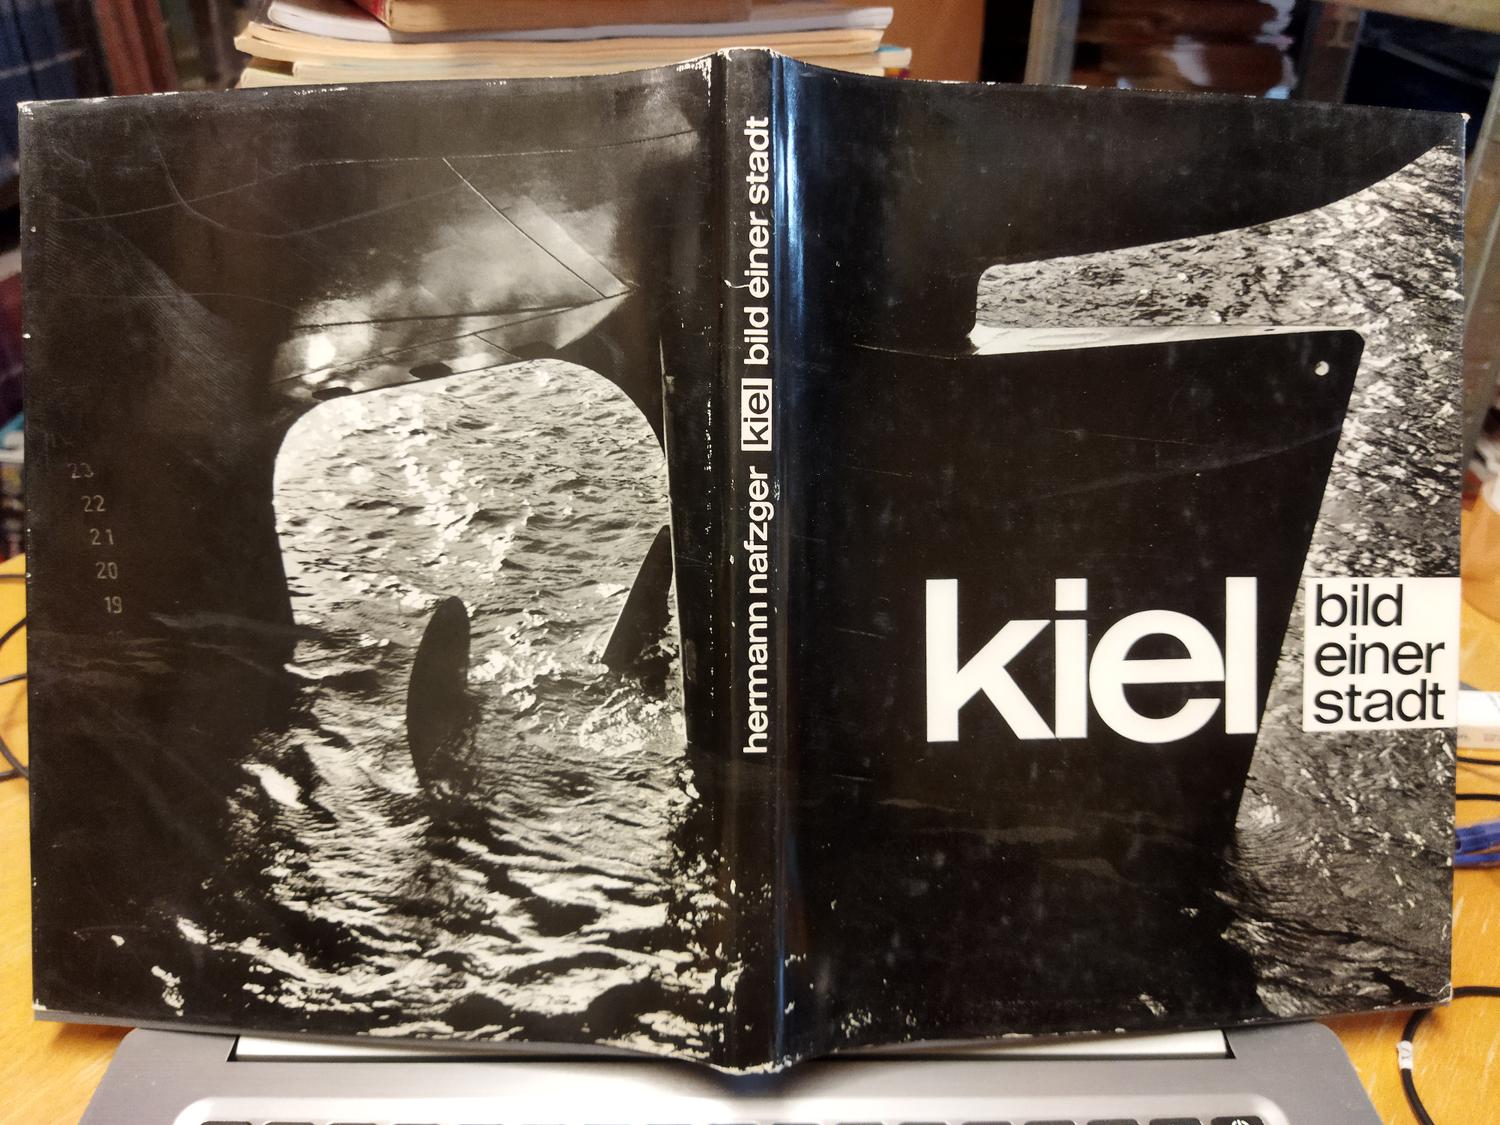 23
22
21
20
19
hermann nafzger kiel bild einer stadt
kiel
bild
einer
stadt